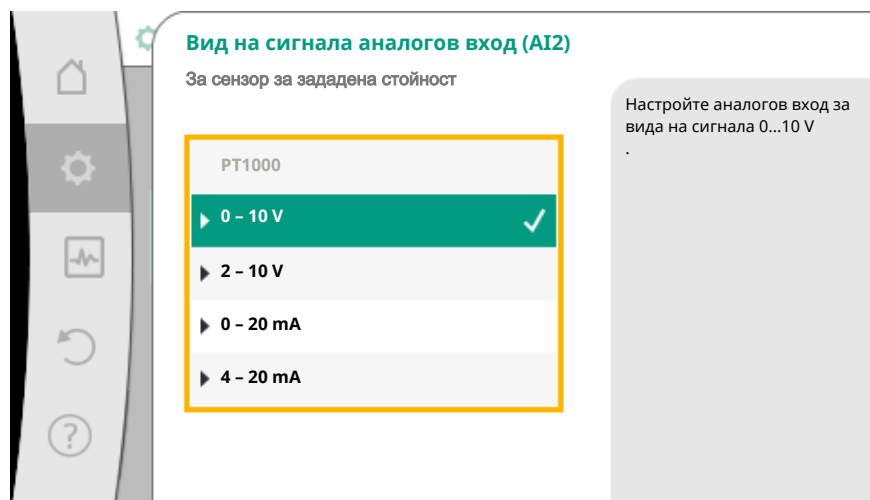 Вид на сигнала аналогов вход (AI2)
За сензор за зададена стойност
PT1000
0 – 10 V
2 – 10 V
0 – 20 mA
4 – 20 mA
Настройте аналогов вход за
вида на сигнала 0...10 V
.
?